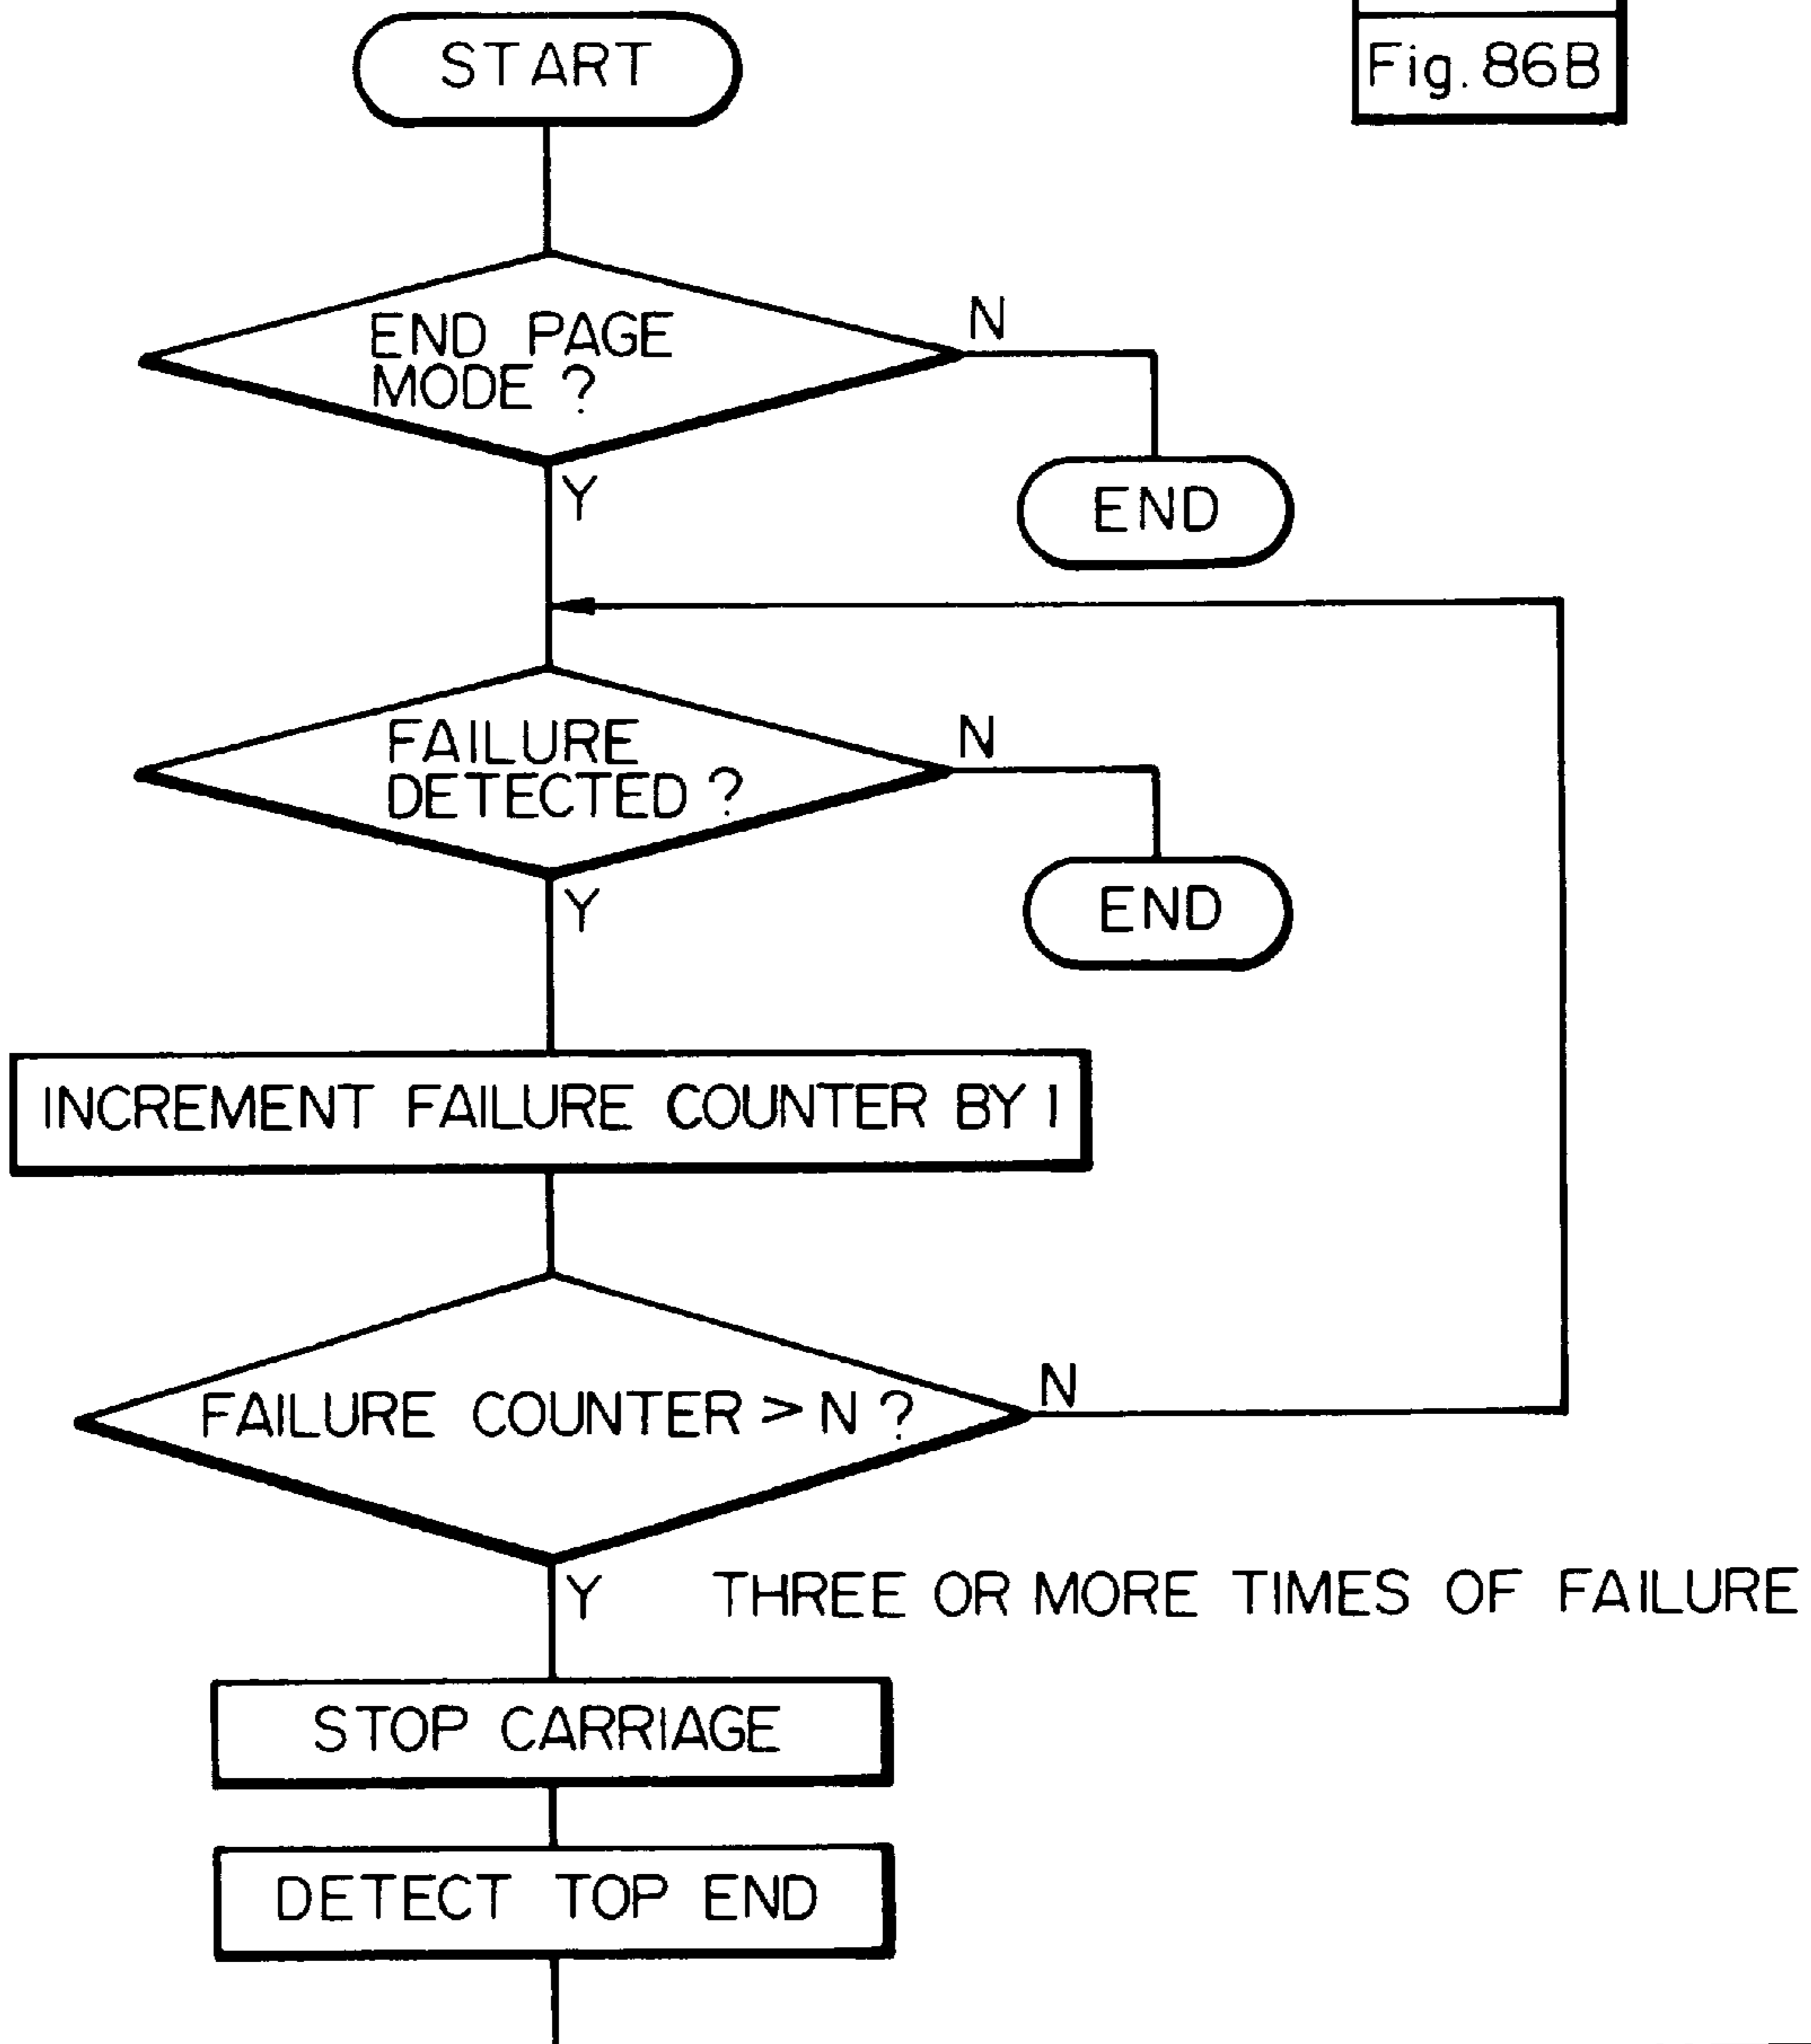 START
Fig. 86B
END PAGE
MODE ?
N
Y
END
FAILURE
DETECTED ?
N
Y
END
INCREMENT FAILURE COUNTER BY 1
FAILURE COUNTER > N ?
N
Y
THREE OR MORE TIMES OF FAILURE
STOP CARRIAGE
DETECT TOP END